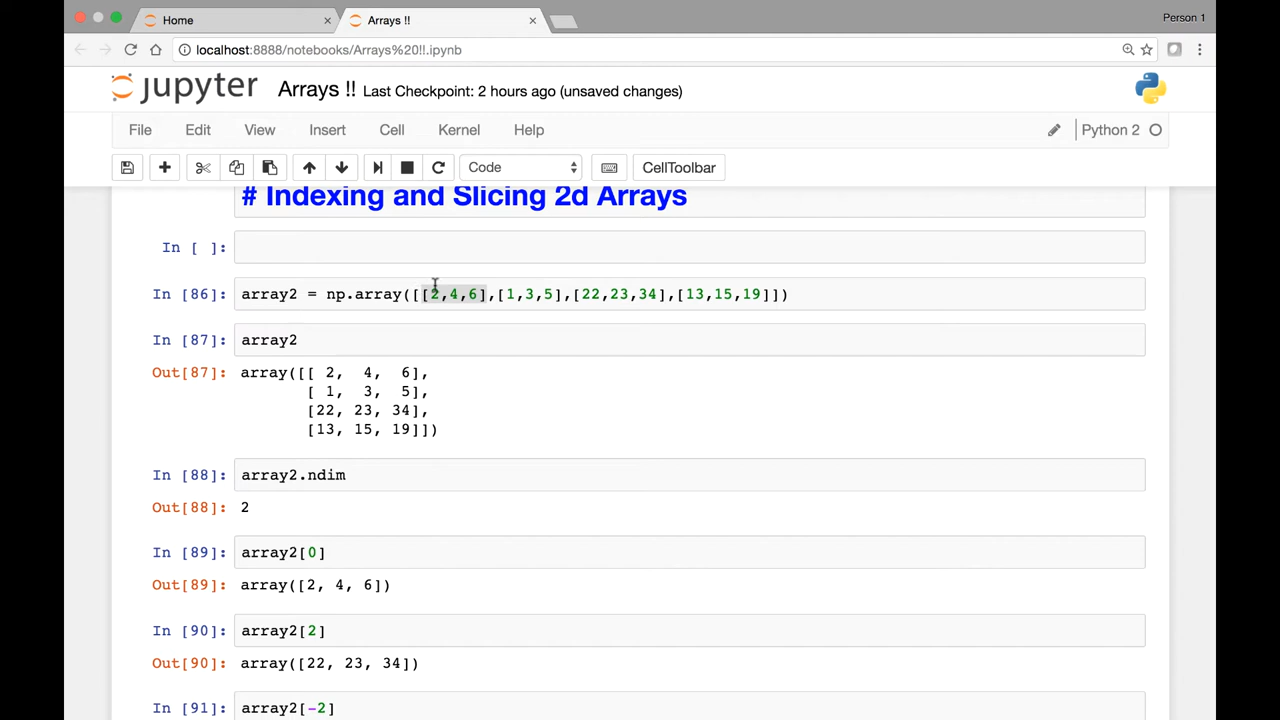 Home
Arrays !!
Person 1
localhost:8888/notebooks/Arrays%20!!.ipynb
jupyter Arrays !! Last Checkpoint: 2 hours ago (unsaved changes)
File Edit View Insert Cell Kernel Help Python 2
Code CellToolbar
# Indexing and Slicing 2d Arrays
In [ ]:
In [86]: array2 = np.array([[2,4,6],[1,3,5],[22,23,34],[13,15,19]])
In [87]: array2
Out[87]: array([[ 2,  4,  6],
[ 1,  3,  5],
[22, 23, 34],
[13, 15, 19]])
In [88]: array2.ndim
Out[88]: 2
In [89]: array2[0]
Out[89]: array([2, 4, 6])
In [90]: array2[2]
Out[90]: array([22, 23, 34])
In [91]: array2[-2]